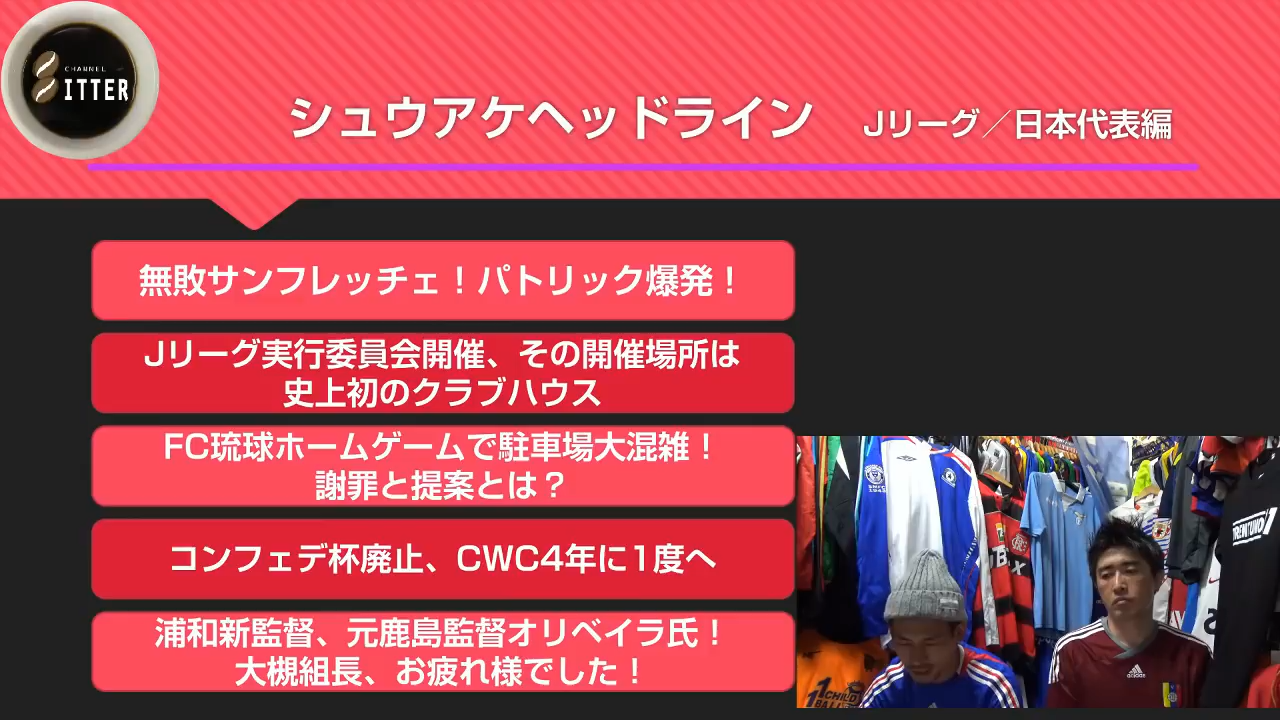 CHANNEL
BITTER
シュウアケヘッドライン Jリーグ／日本代表編
無敗サンフレッチェ！パトリック爆発！
Jリーグ実行委員会開催、その開催場所は
史上初のクラブハウス
FC琉球ホームゲームで駐車場大混雑！
謝罪と提案とは？
コンフェデ杯廃止、CWC4年に1度へ
浦和新監督、元鹿島監督オリベイラ氏！
大槻組長、お疲れ様でした！
TRENTUNO
adidas
1CHILD
BALL